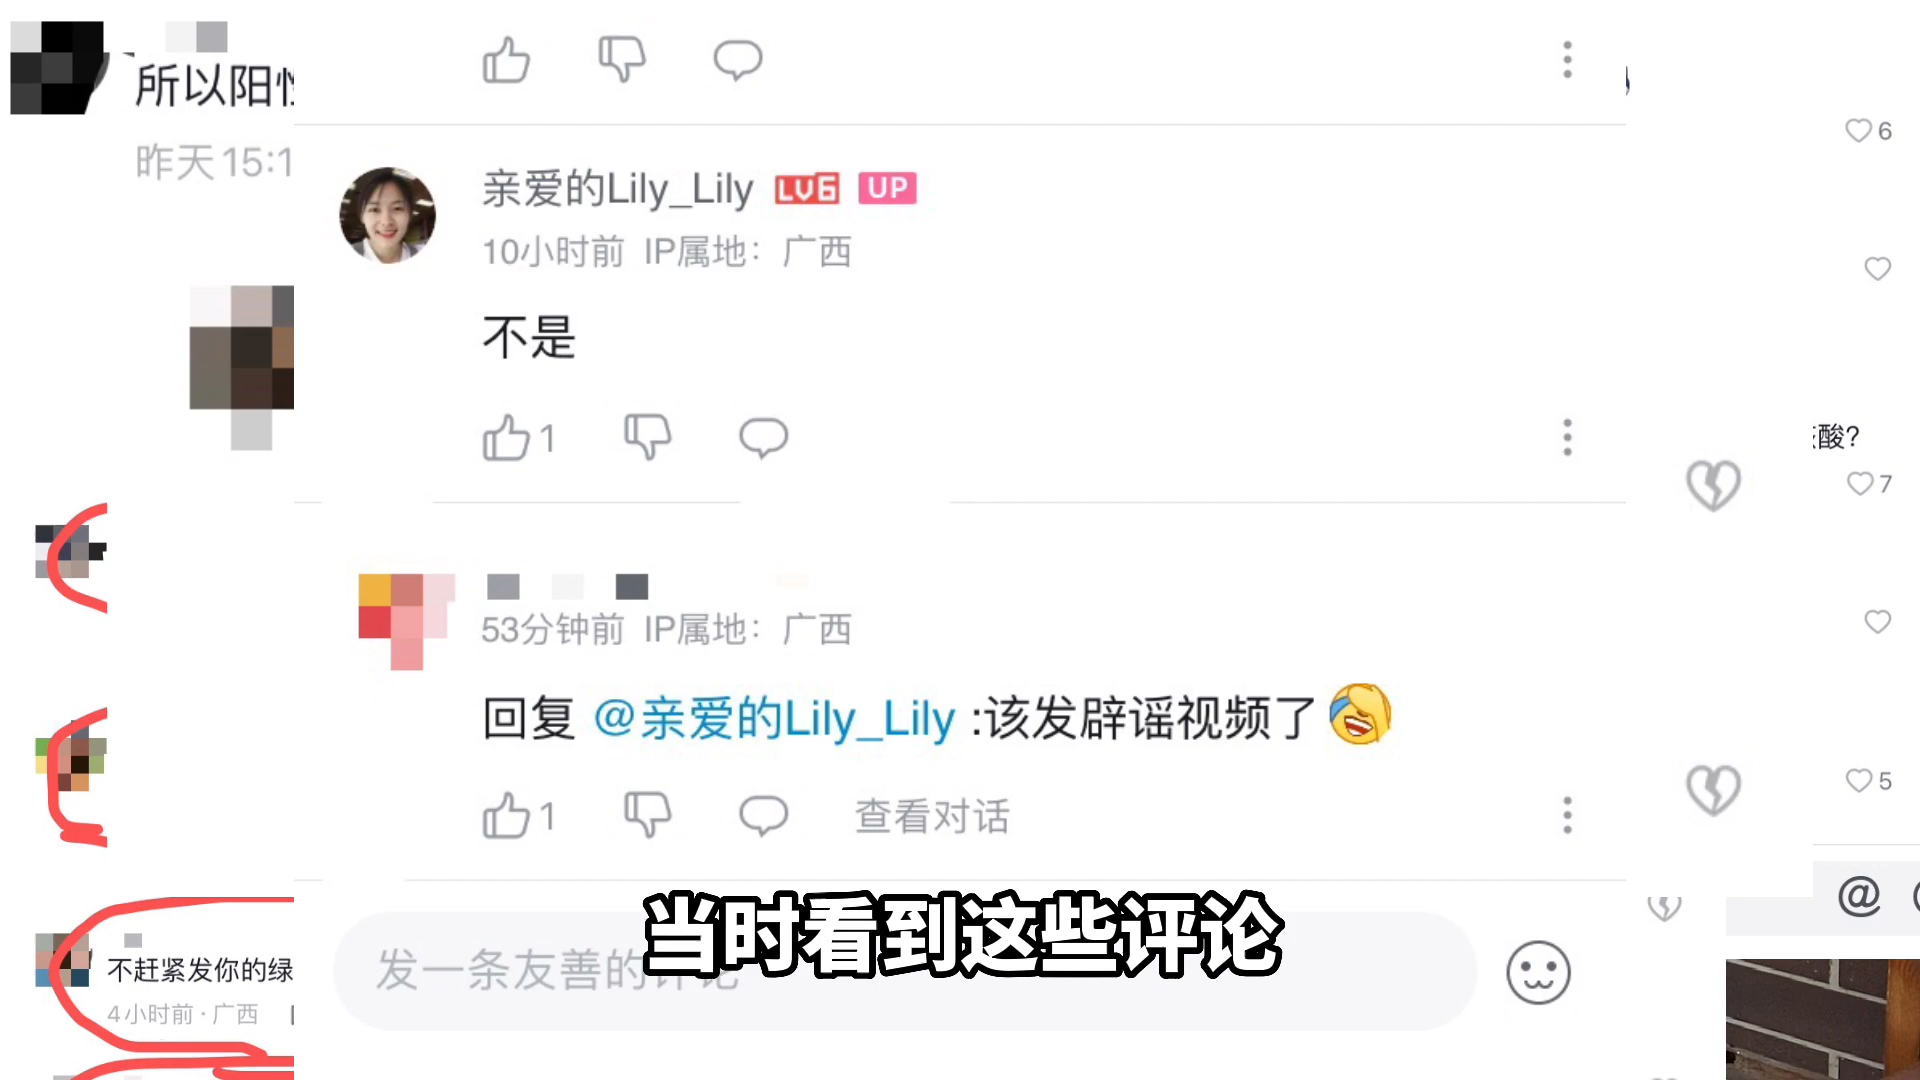 所以阳
昨天15:1
6
亲爱的Lily_Lily LV6 UP
10小时前 IP属地：广西
不是
酸?
1
7
53分钟前 IP属地：广西
回复 @亲爱的Lily_Lily :该发辟谣视频了
1 查看对话
5
@
当时看到这些评论
发一条友善的评论
不赶紧发你的绿
4小时前·广西